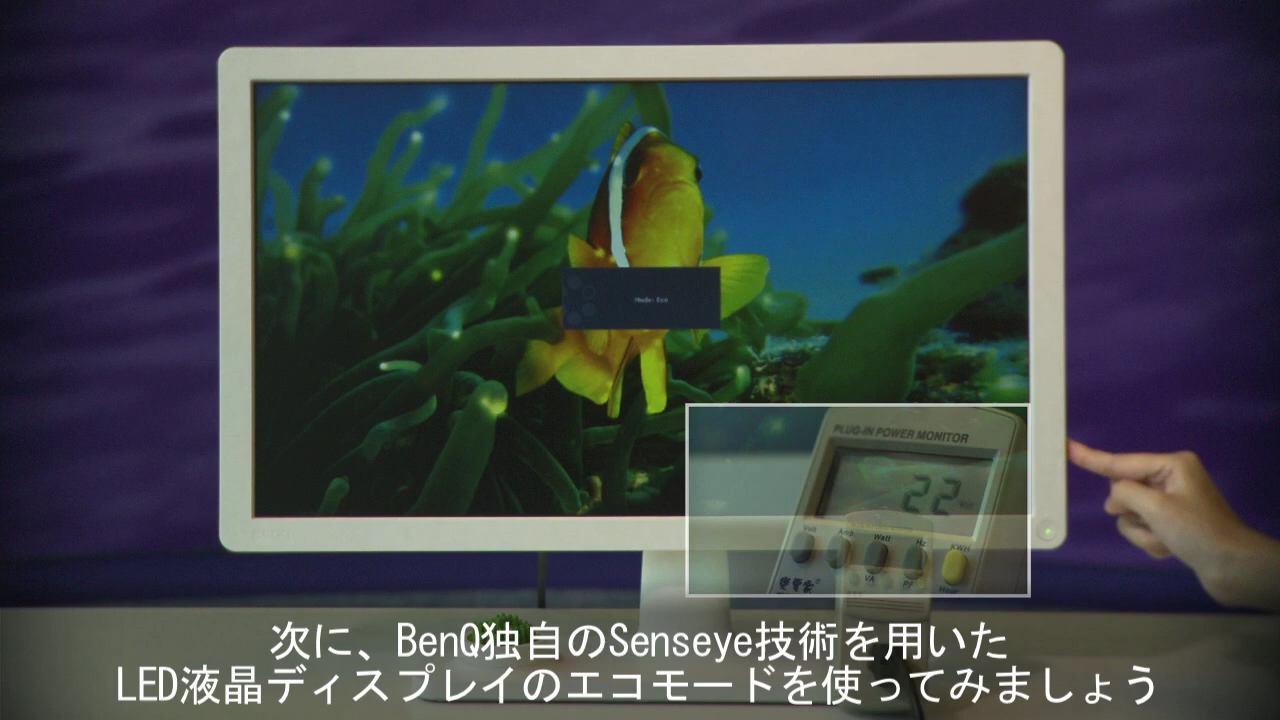 Mode: Eco
PLUG-IN POWER MONITOR
22
Volt Amp Watt Hz KWH
VA PF Hour
次に、BenQ独自のSenseye技術を用いた
LED液晶ディスプレイのエコモードを使ってみましょう